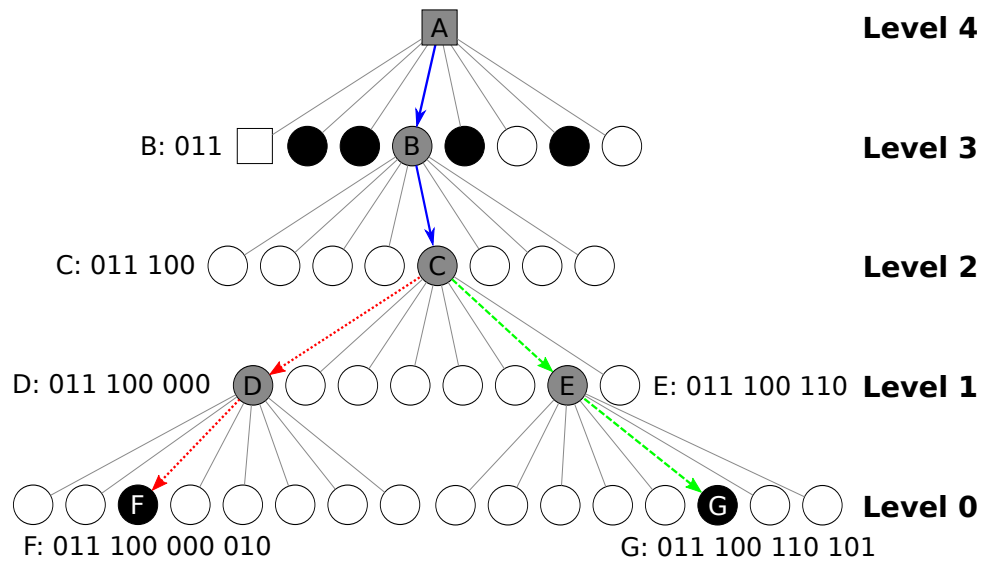 A Level 4
B: 011 B Level 3
C: 011 100 C Level 2
D: 011 100 000 D E E: 011 100 110 Level 1
F G Level 0
F: 011 100 000 010 G: 011 100 110 101